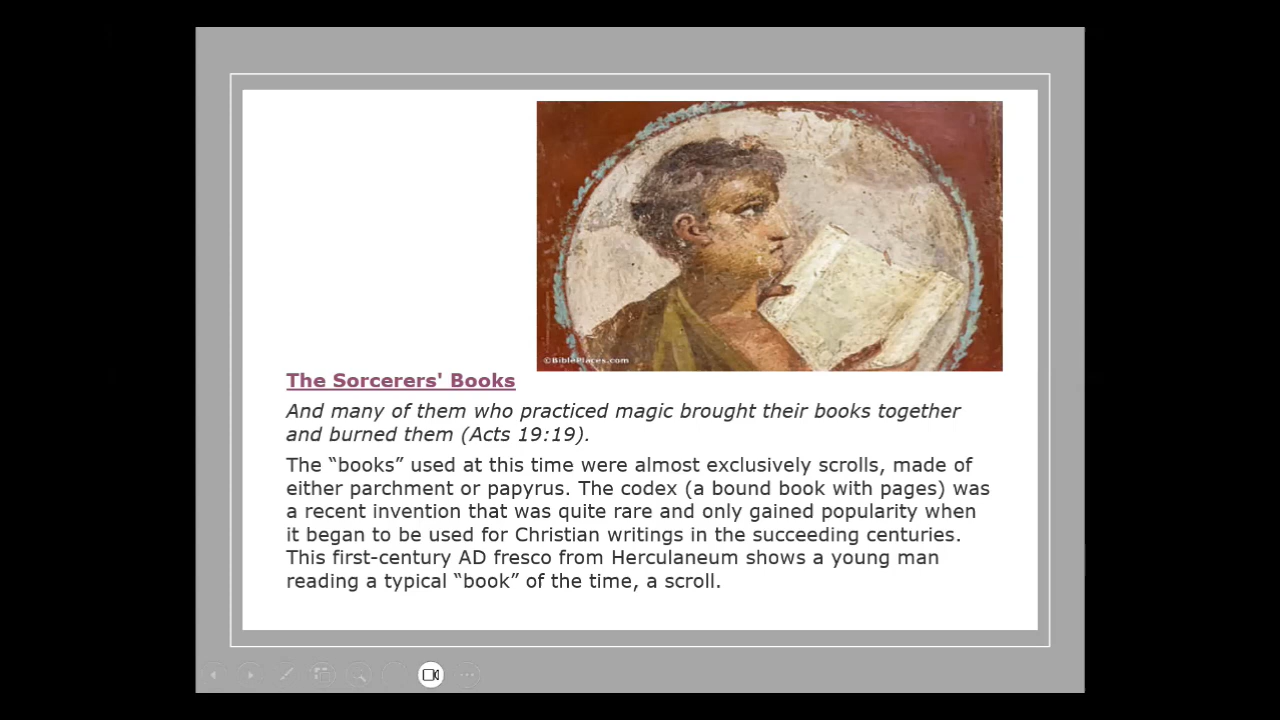 ©BiblePlaces.com
The Sorcerers' Books
And many of them who practiced magic brought their books together
and burned them (Acts 19:19).
The “books” used at this time were almost exclusively scrolls, made of
either parchment or papyrus. The codex (a bound book with pages) was
a recent invention that was quite rare and only gained popularity when
it began to be used for Christian writings in the succeeding centuries.
This first-century AD fresco from Herculaneum shows a young man
reading a typical “book” of the time, a scroll.